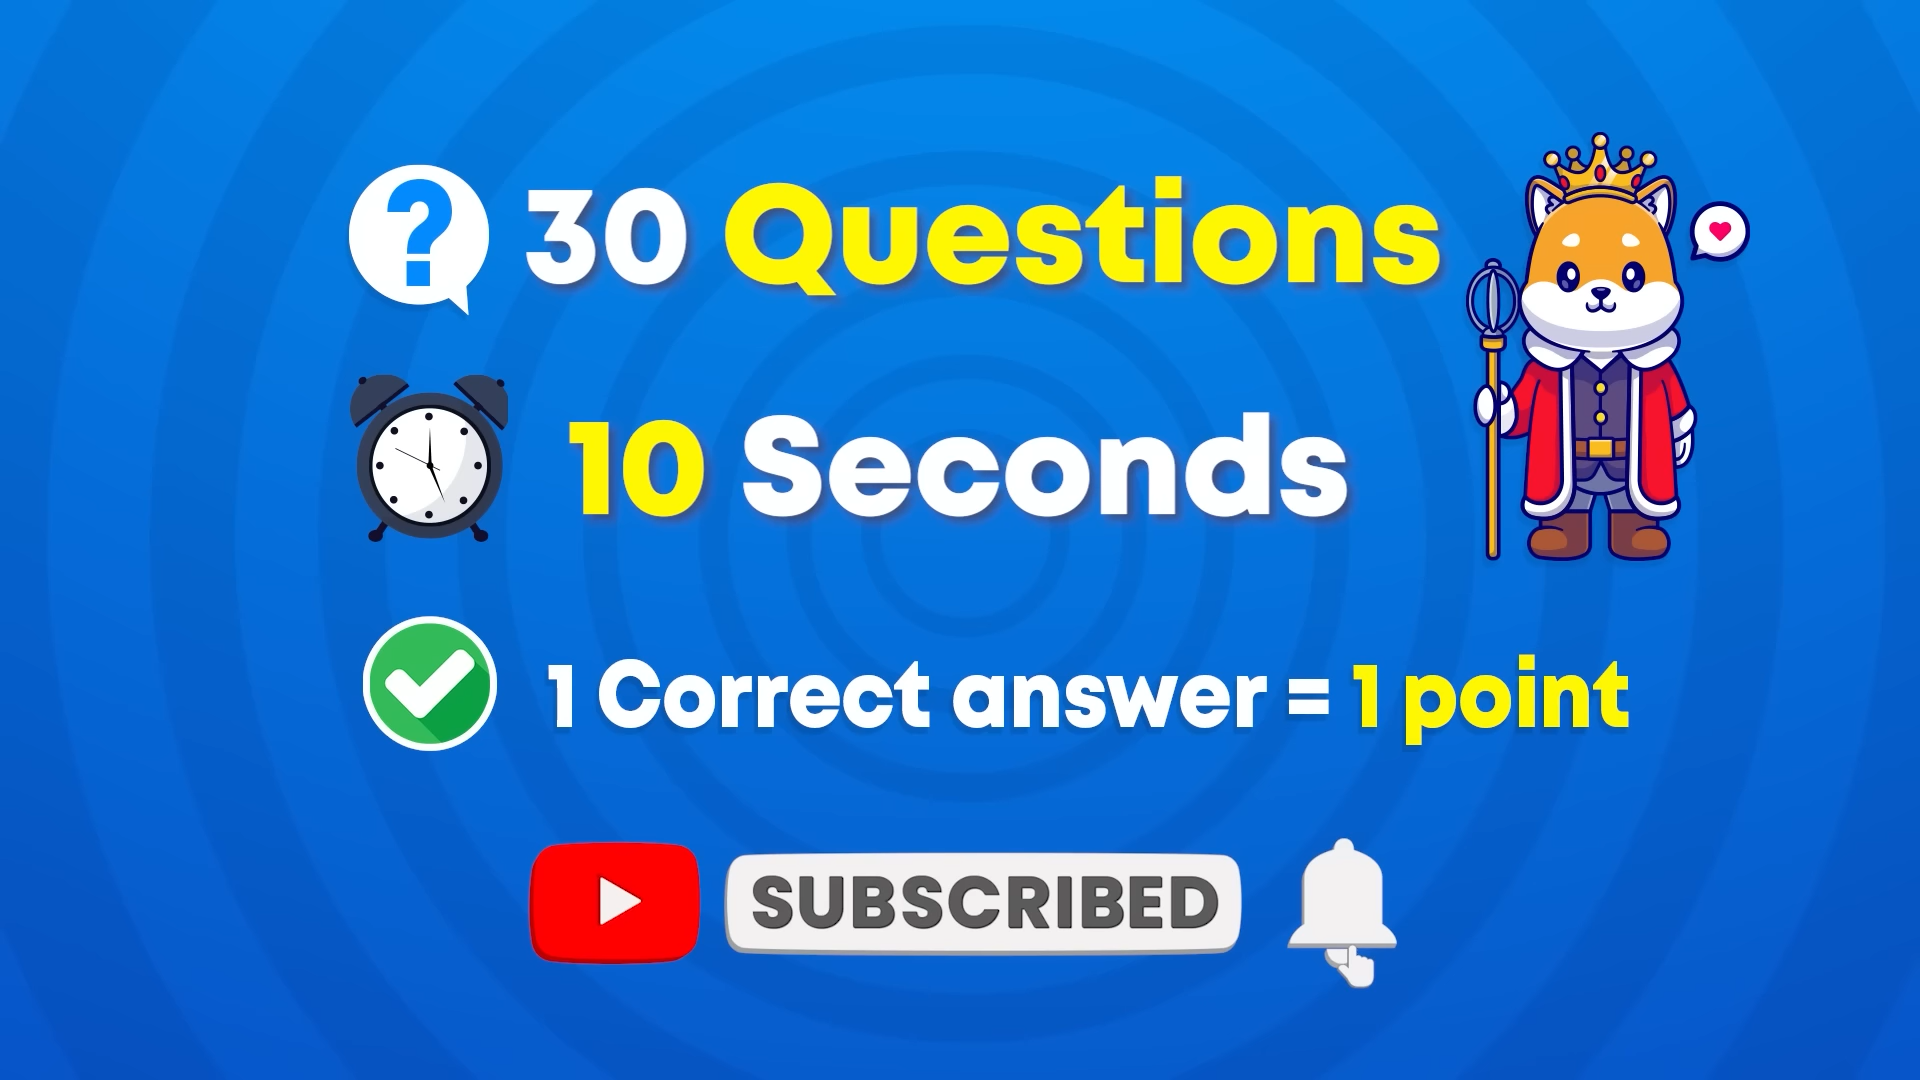 ? 30 Questions
10 Seconds
1 Correct answer = 1 point
SUBSCRIBED